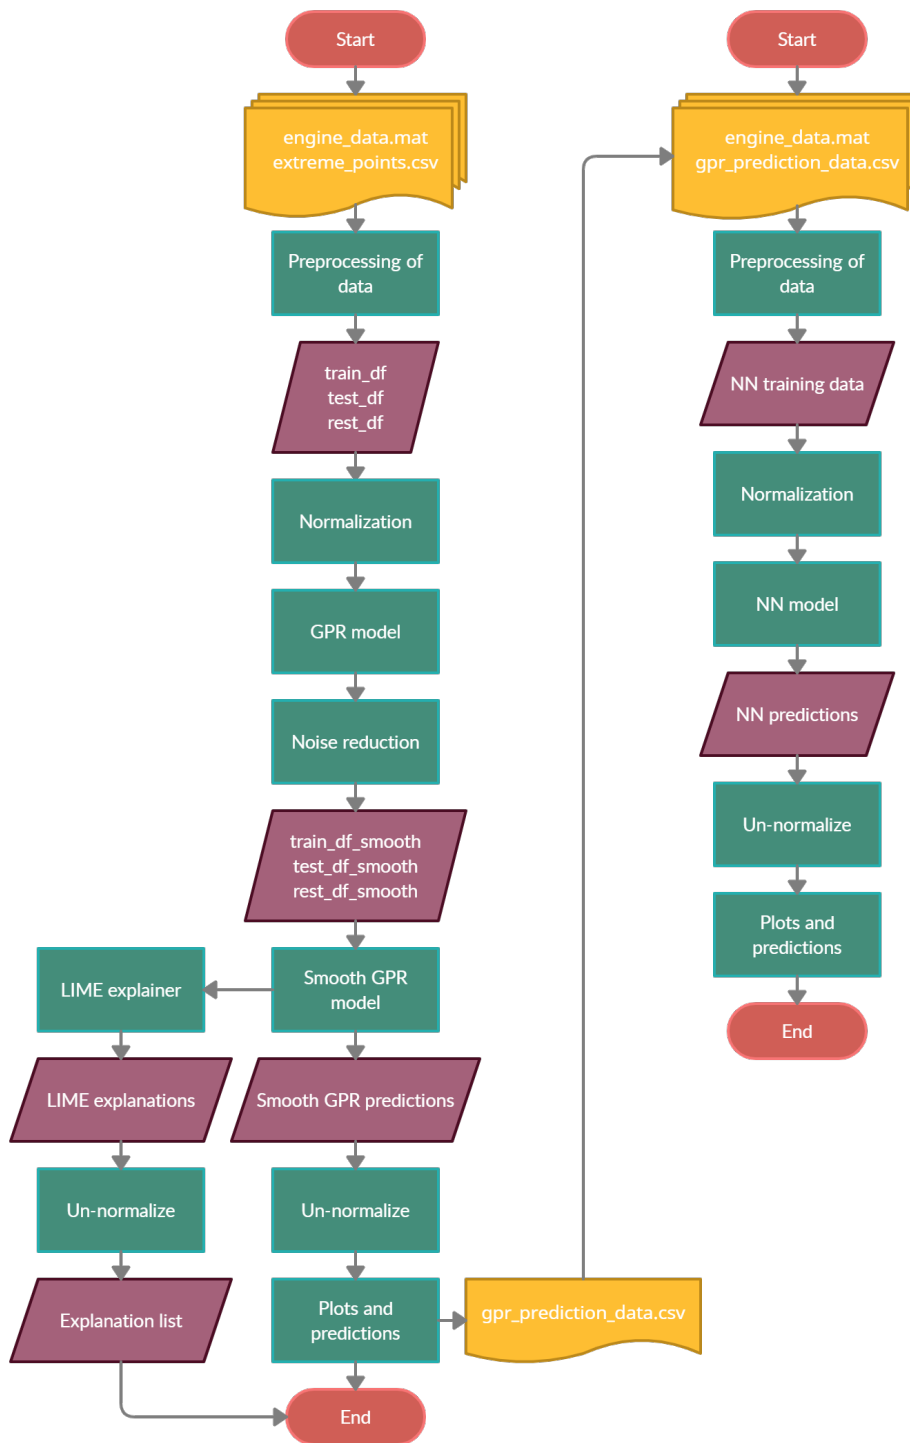 Start
engine_data.mat
extreme_points.csv
Preprocessing of
data
train_df
test_df
rest_df
Normalization
GPR model
Noise reduction
train_df_smooth
test_df_smooth
rest_df_smooth
Smooth GPR
model
LIME explainer
LIME explanations
Un-normalize
Explanation list
Smooth GPR predictions
Un-normalize
Plots and
predictions
gpr_prediction_data.csv
End
Start
engine_data.mat
gpr_prediction_data.csv
Preprocessing of
data
NN training data
Normalization
NN model
NN predictions
Un-normalize
Plots and
predictions
End